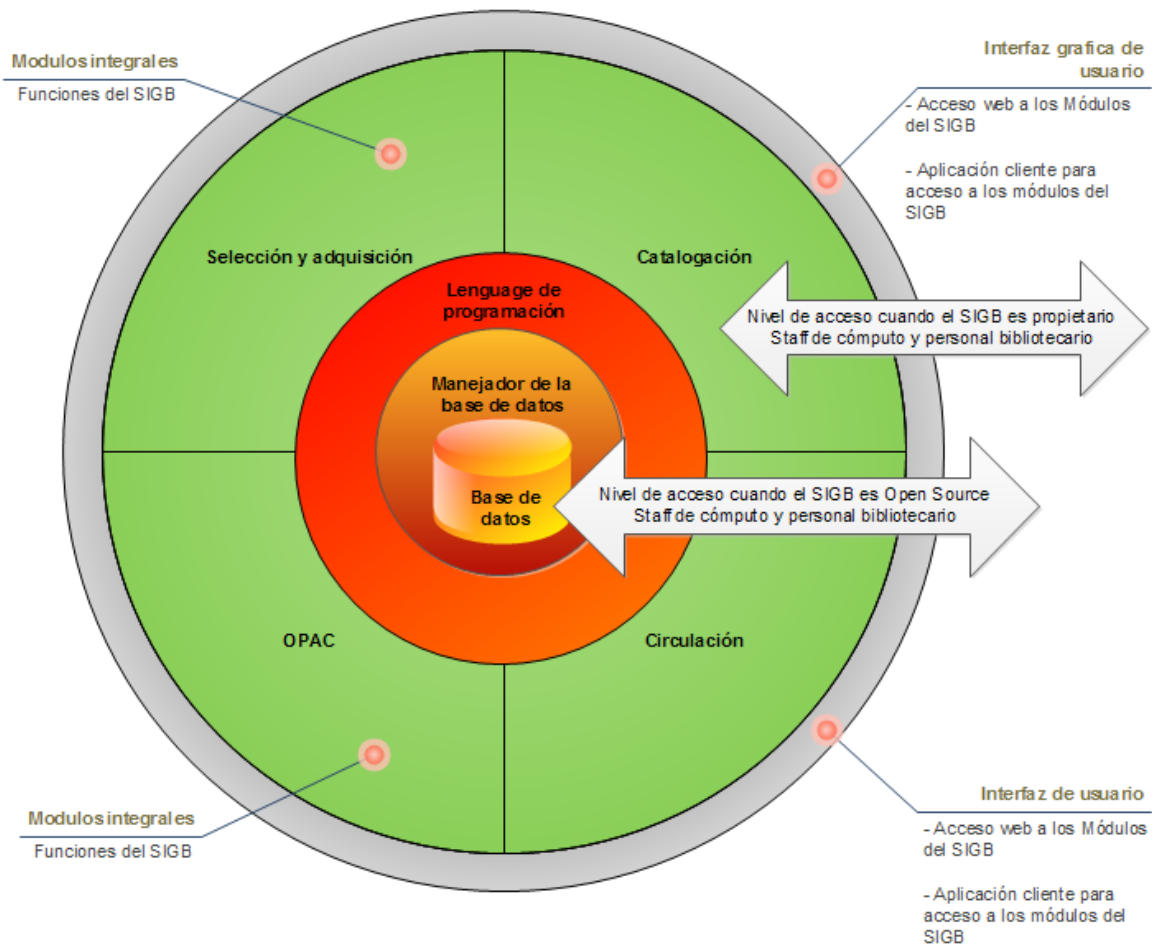 Modulos integrales
Funciones del SIGB
Interfaz grafica de
usuario
- Acceso web a los Módulos
del SIGB
- Aplicación cliente para
acceso a los módulos del
SIGB
Selección y adquisición
Catalogación
Lenguage de
programación
Nivel de acceso cuando el SIGB es propietario
Staff de cómputo y personal bibliotecario
Manejador de la
base de datos
Base de
datos
Nivel de acceso cuando el SIGB es Open Source
Staff de cómputo y personal bibliotecario
OPAC
Circulación
Modulos integrales
Funciones del SIGB
Interfaz de usuario
- Acceso web a los Módulos
del SIGB
- Aplicación cliente para
acceso a los módulos del
SIGB